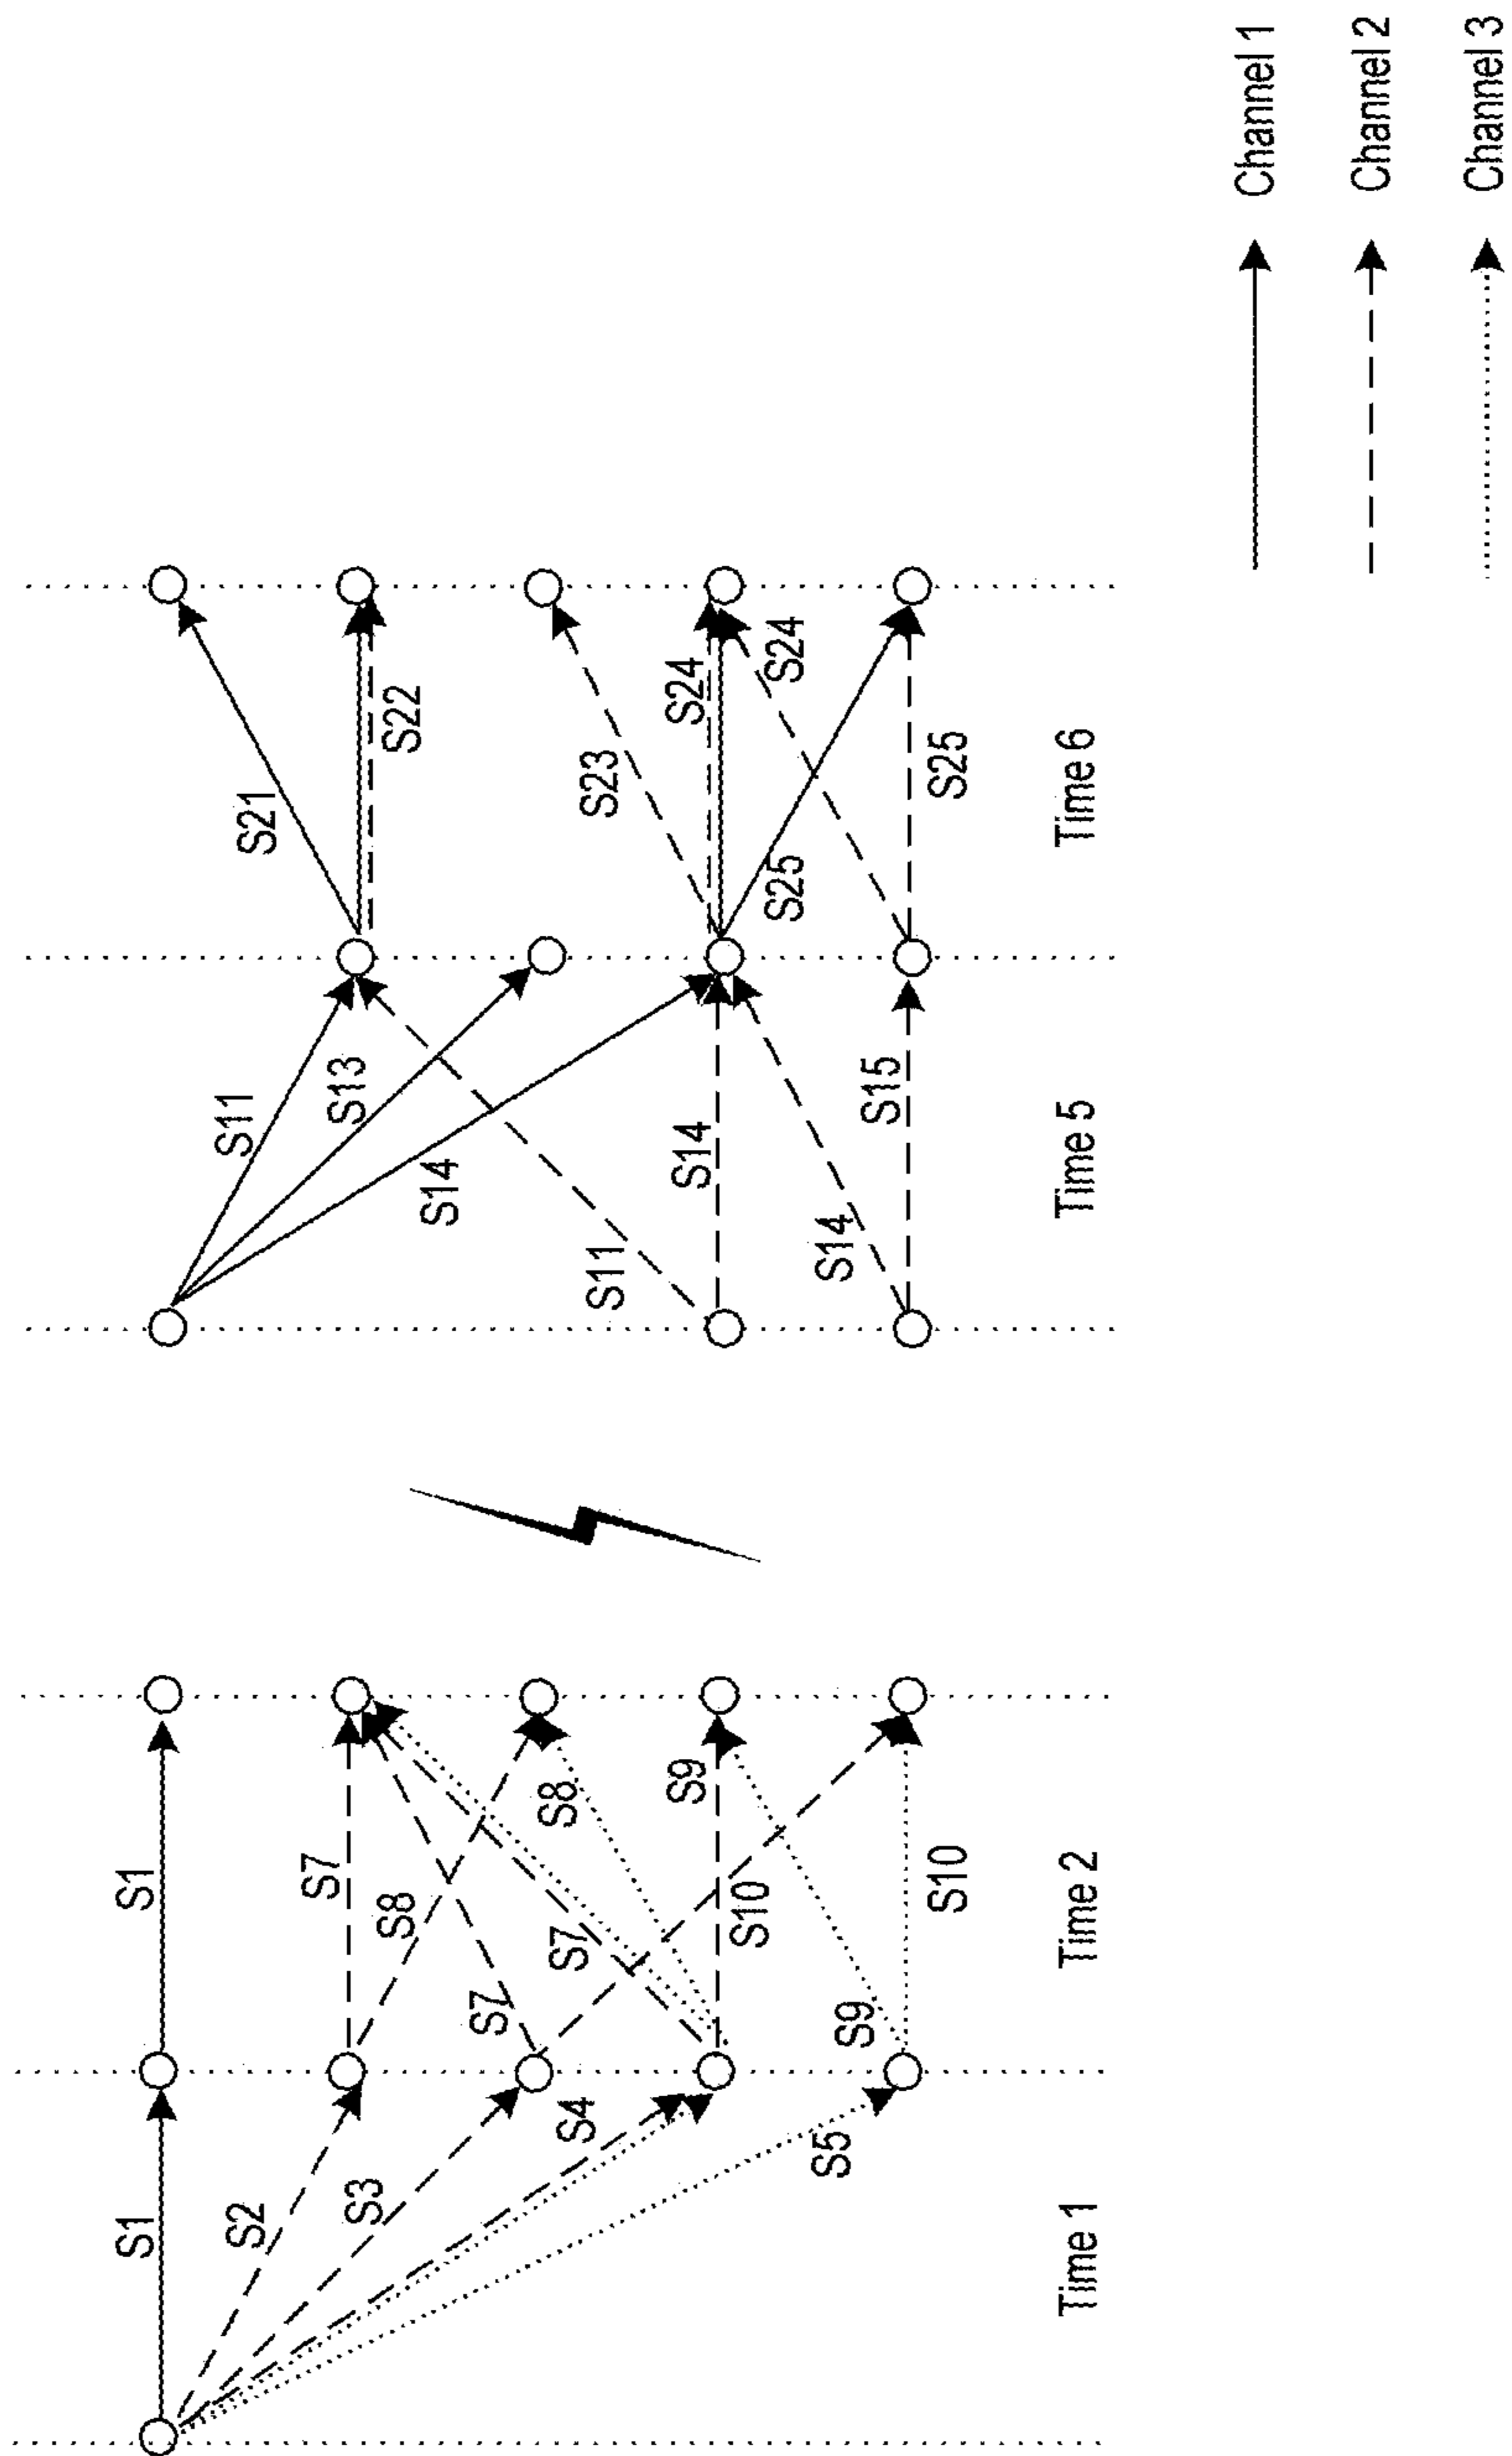 S1
S2
S3
S4
S5
Time 1
S1
S7
S8
S7
S7
S8
S9
S10
S9
S10
Time 2
S11
S13
S14
S11
S14
S14
S15
Time 5
S21
S22
S23
S24
S24
S25
S25
Time 6
Channel 1
Channel 2
Channel 3